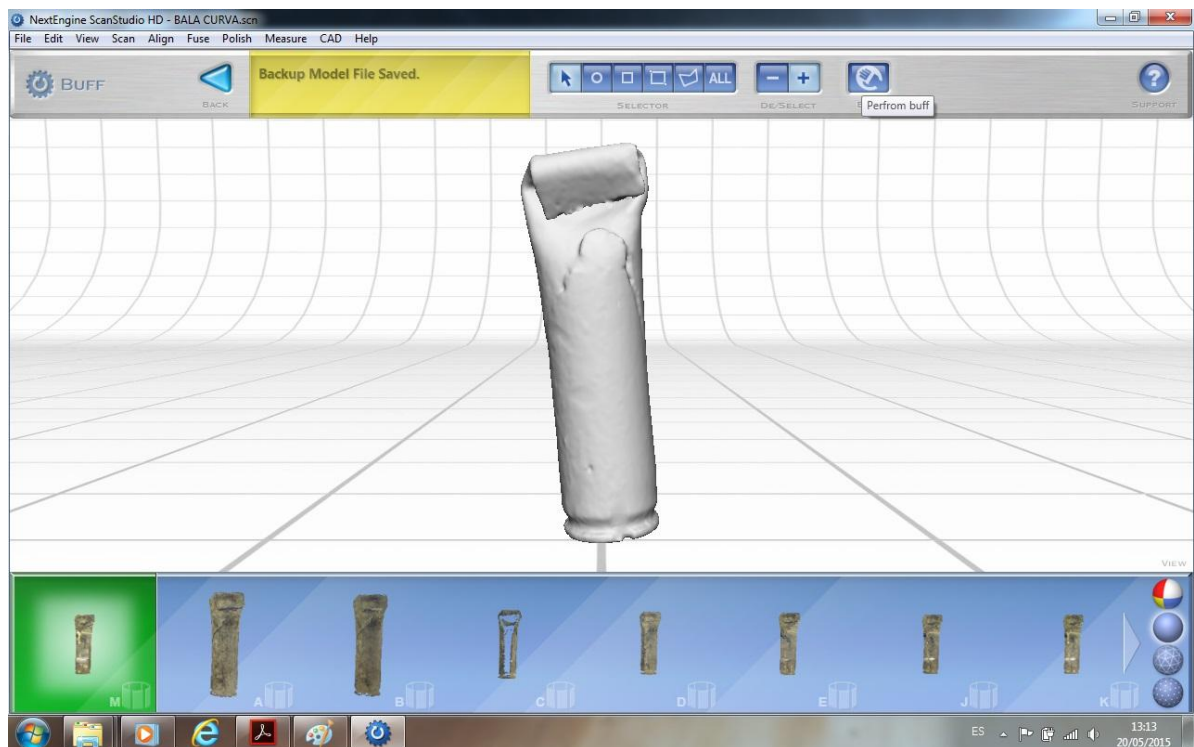 NextEngine ScanStudio HD - BALA CURVA.scn
File Edit View Scan Align Fuse Polish Measure CAD Help
BUFF
BACK
Backup Model File Saved.
ALL
SELECTOR
DE/SELECT
Perfrom buff
SUPPORT
VIEW
M A B C D E J K
ES 13:13
20/05/2015